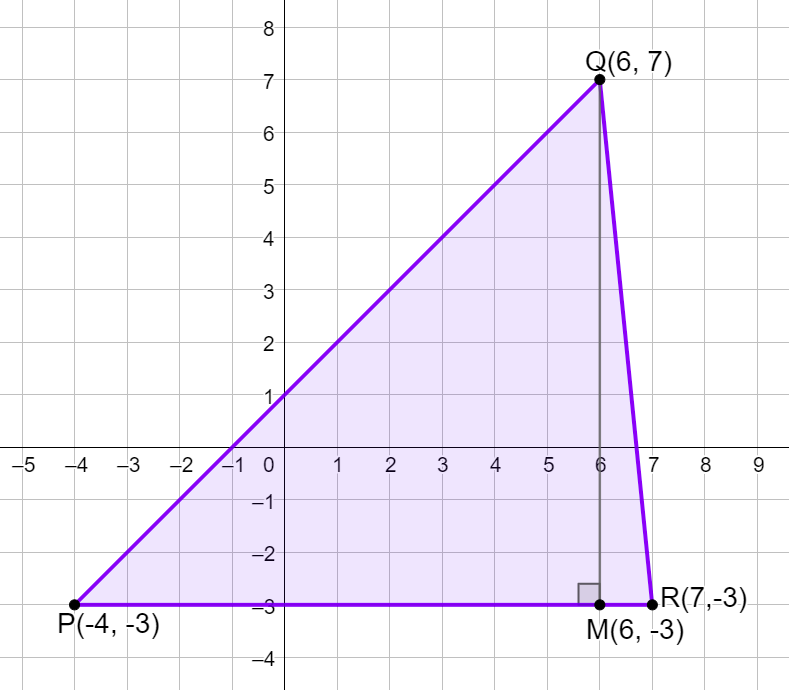 8
Q(6, 7)
7
6
5
4
3
2
1
–5 –4 –3 –2 –1 0 1 2 3 4 5 6 7 8 9
–1
–2
–3
R(7,-3)
P(-4, -3)
M(6, -3)
–4